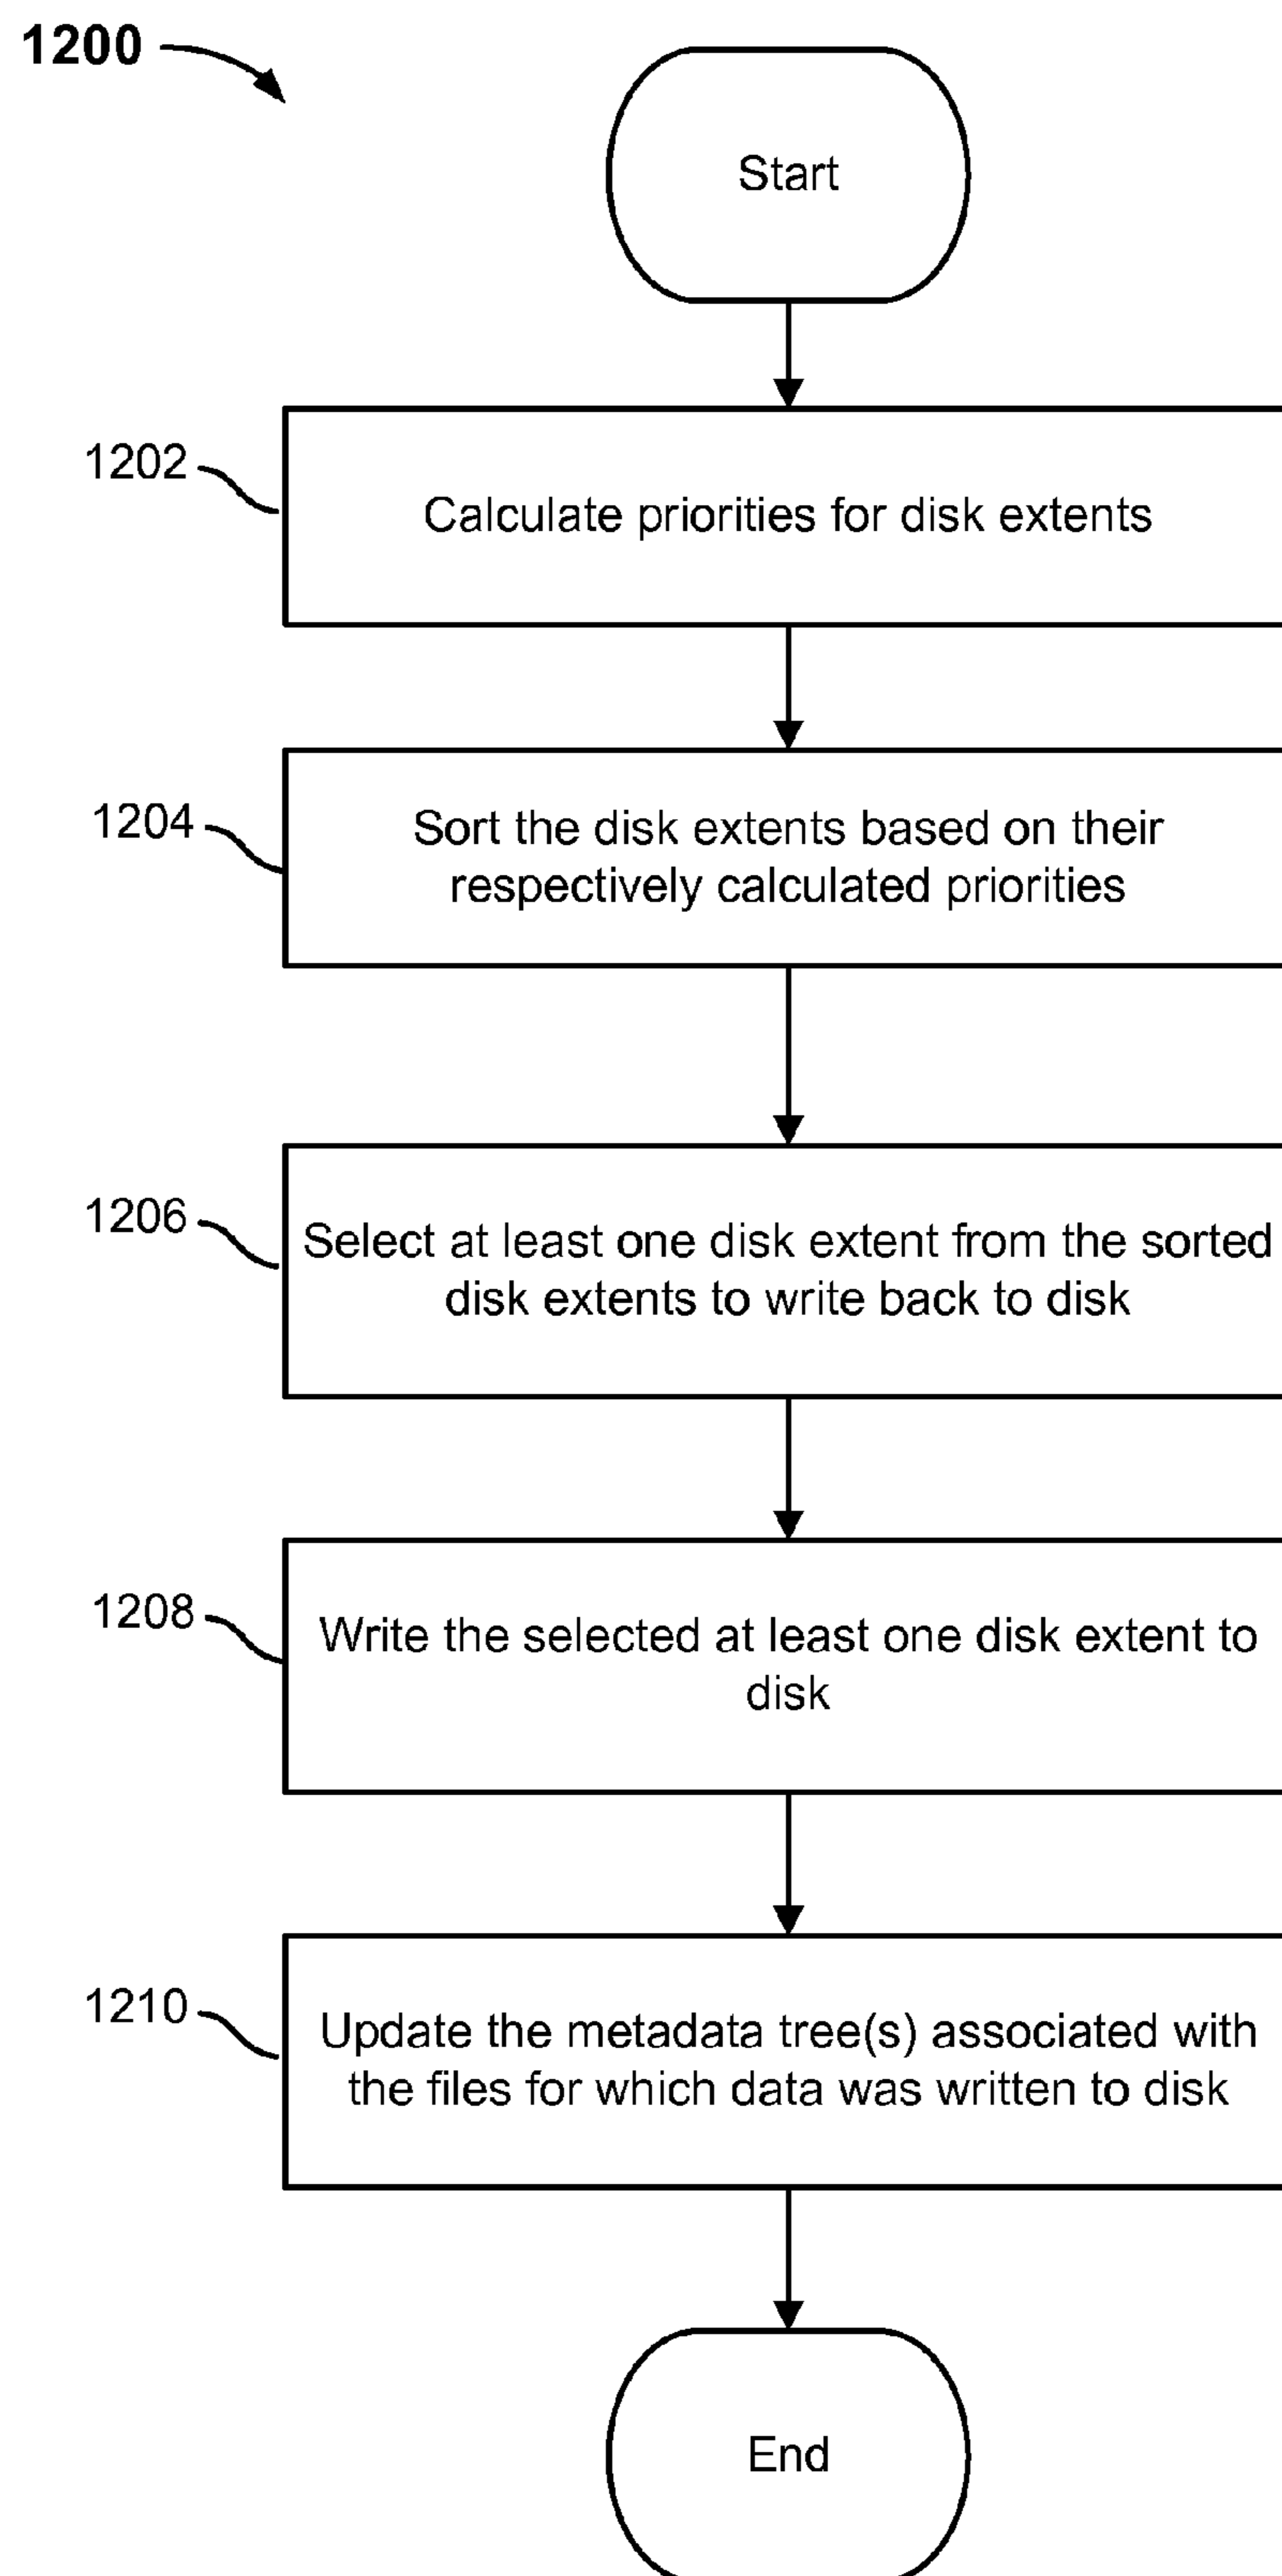 1200
Start
1202
Calculate priorities for disk extents
1204
Sort the disk extents based on their
respectively calculated priorities
1206
Select at least one disk extent from the sorted
disk extents to write back to disk
1208
Write the selected at least one disk extent to
disk
1210
Update the metadata tree(s) associated with
the files for which data was written to disk
End